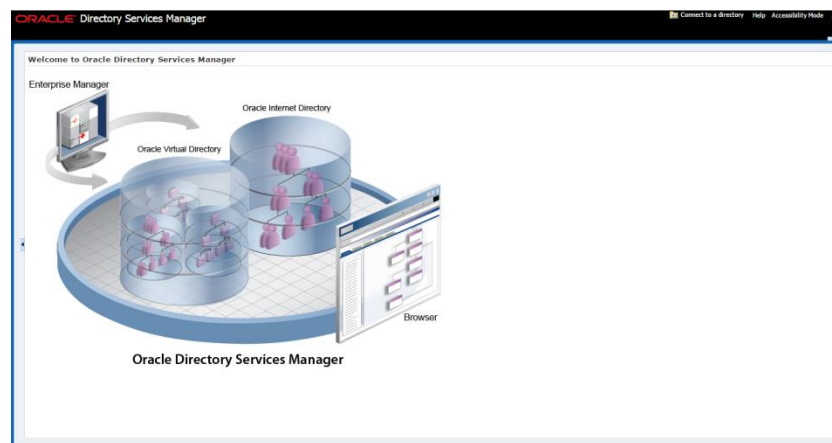 ORACLE Directory Services Manager
Connect to a directory Help Accessibility Mode
Welcome to Oracle Directory Services Manager
Enterprise Manager
Oracle Internet Directory
Oracle Virtual Directory
Browser
Oracle Directory Services Manager